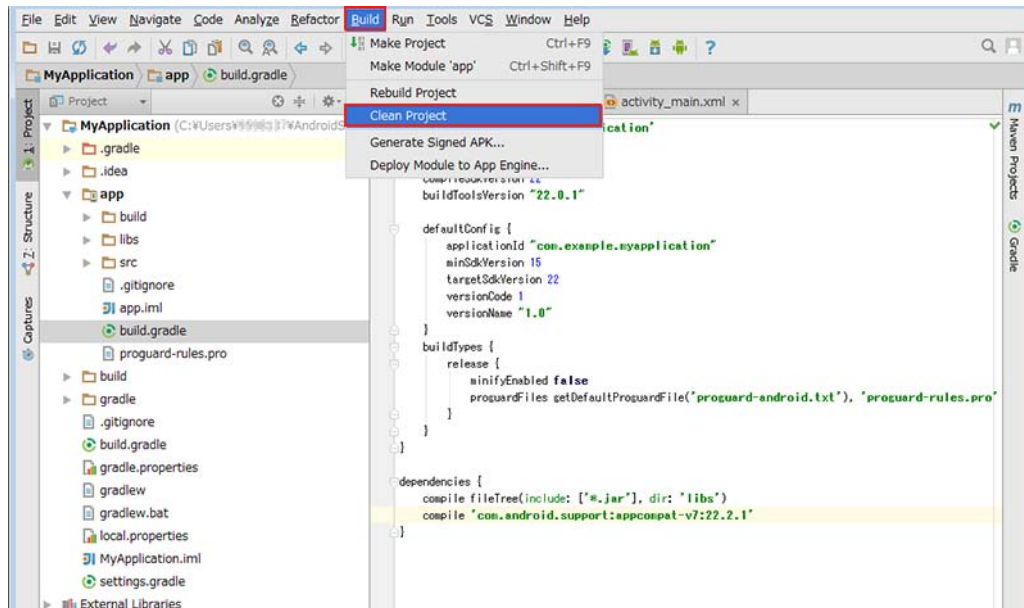 File Edit View Navigate Code Analyze Refactor Build Run Tools VCS Window Help
MyApplication app build.gradle
Make Project Ctrl+F9
Make Module 'app' Ctrl+Shift+F9
Rebuild Project
Clean Project
Generate Signed APK...
Deploy Module to App Engine...
1: Project
Z: Structure
Captures
Project
MyApplication (C:¥Users¥ ¥AndroidS
.gradle
.idea
app
build
libs
src
.gitignore
app.iml
build.gradle
proguard-rules.pro
build
gradle
.gitignore
build.gradle
gradle.properties
gradlew
gradlew.bat
local.properties
MyApplication.iml
settings.gradle
External Libraries
activity_main.xml
ication'
compileSdkVersion 22
buildToolsVersion "22.0.1"
defaultConfig {
applicationId "com.example.myapplication"
minSdkVersion 15
targetSdkVersion 22
versionCode 1
versionName "1.0"
}
buildTypes {
release {
minifyEnabled false
proguardFiles getDefaultProguardFile('proguard-android.txt'), 'proguard-rules.pro'
}
}
}
dependencies {
compile fileTree(include: ['*.jar'], dir: 'libs')
compile 'com.android.support:appcompat-v7:22.2.1'
}
m
Maven Projects
Gradle